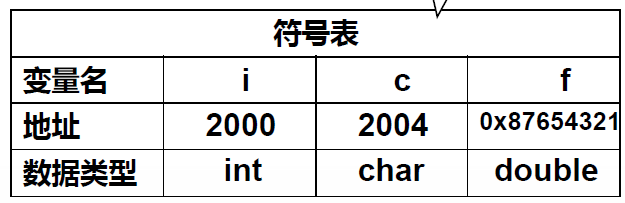 符号表
变量名 i c f
地址 2000 2004 0x87654321
数据类型 int char double